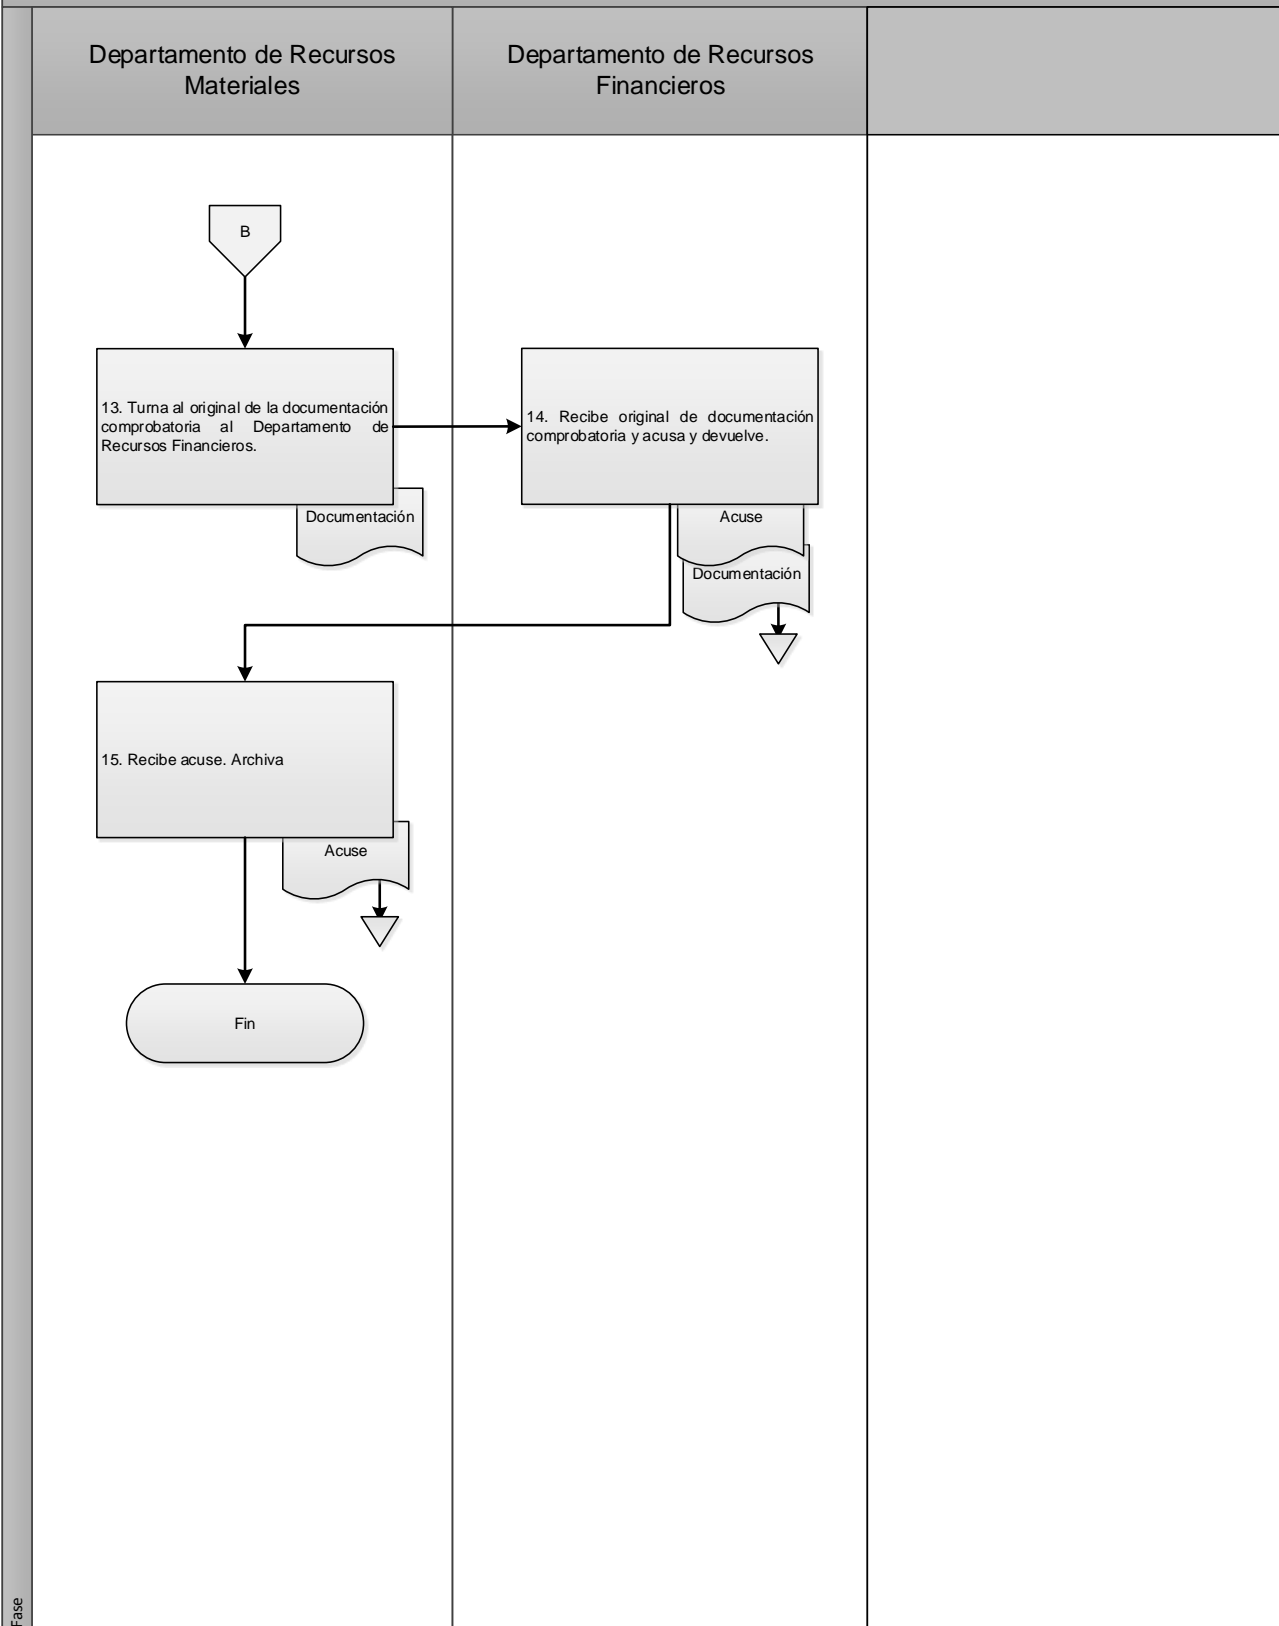 Departamento de Recursos
Materiales
Departamento de Recursos
Financieros
B
13. Turna al original de la documentación
comprobatoria al Departamento de
Recursos Financieros.
Documentación
14. Recibe original de documentación
comprobatoria y acusa y devuelve.
Acuse
Documentación
15. Recibe acuse. Archiva
Acuse
Fin
Fase